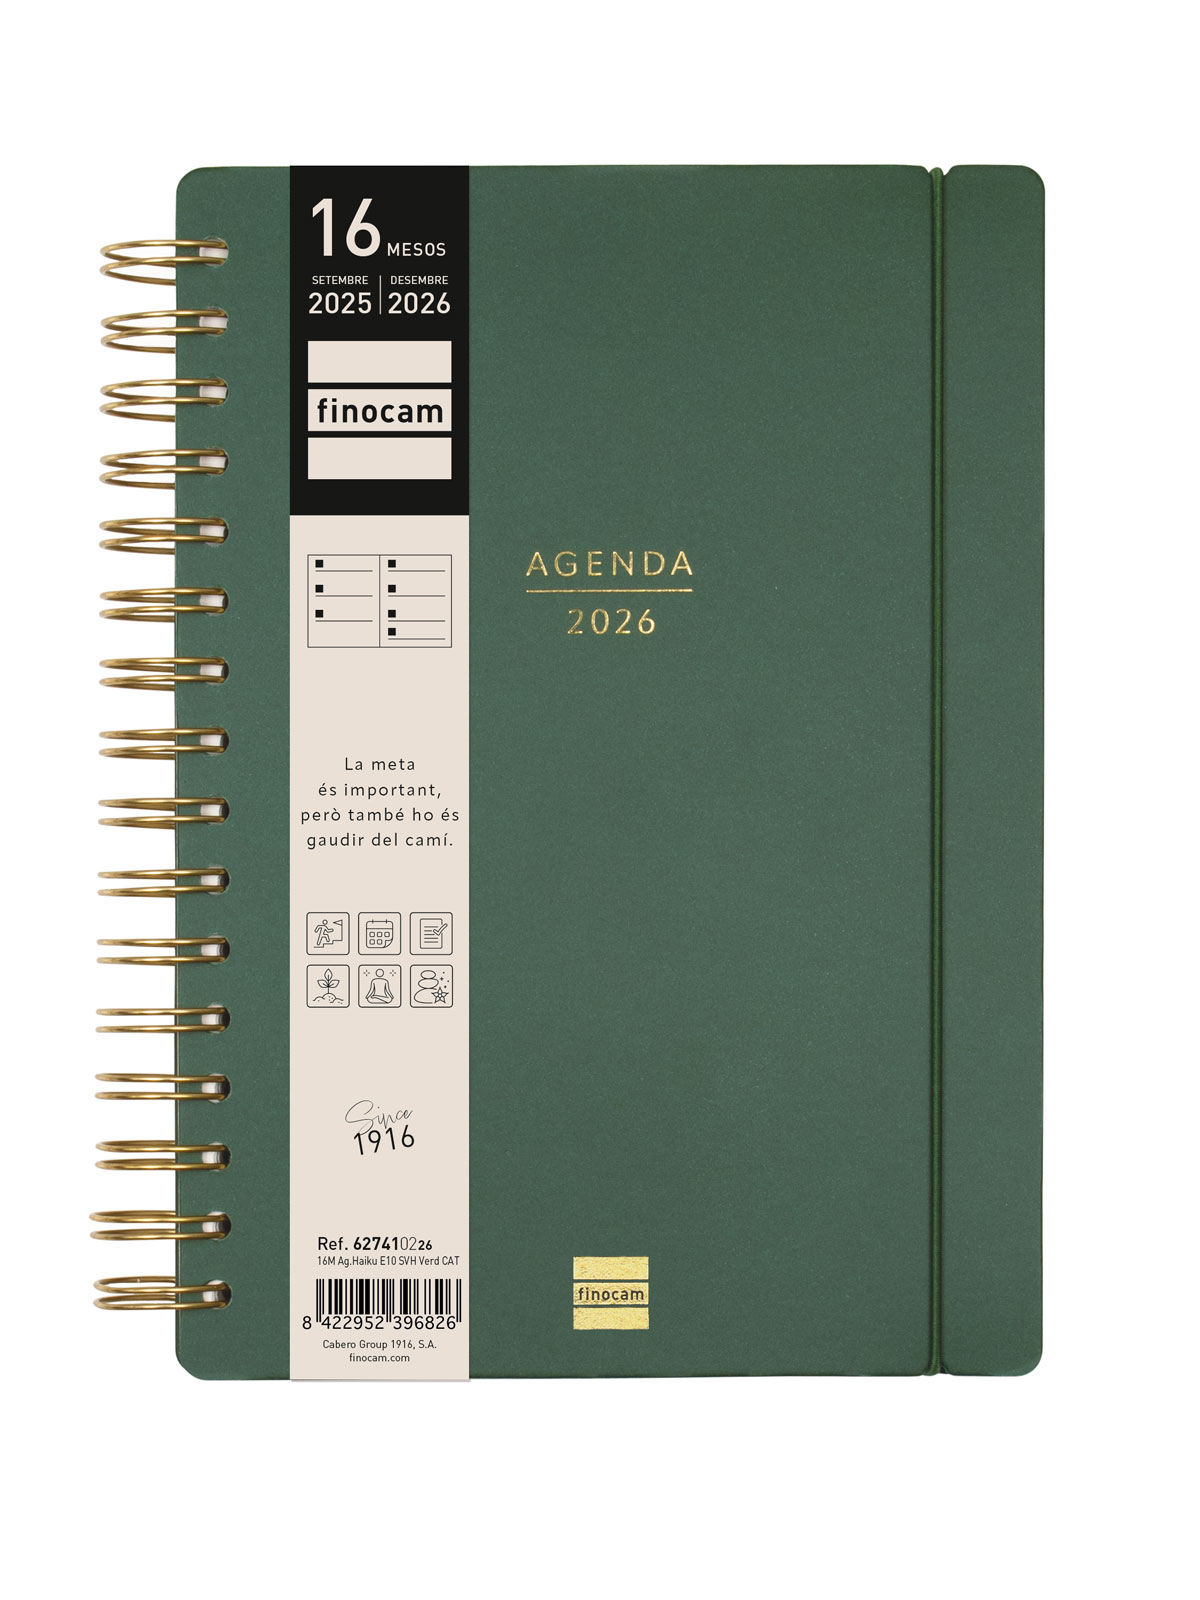 16 MESOS
SETEMBRE 2025 | DESEMBRE 2026
finocam
AGENDA
2026
La meta
és important,
però també ho és
gaudir del camí.
Since
1916
Ref. 627410226
16M Ag.Haiku E10 SVH Verd CAT
8 422952 396826
Cabero Group 1916, S.A.
finocam.com
finocam